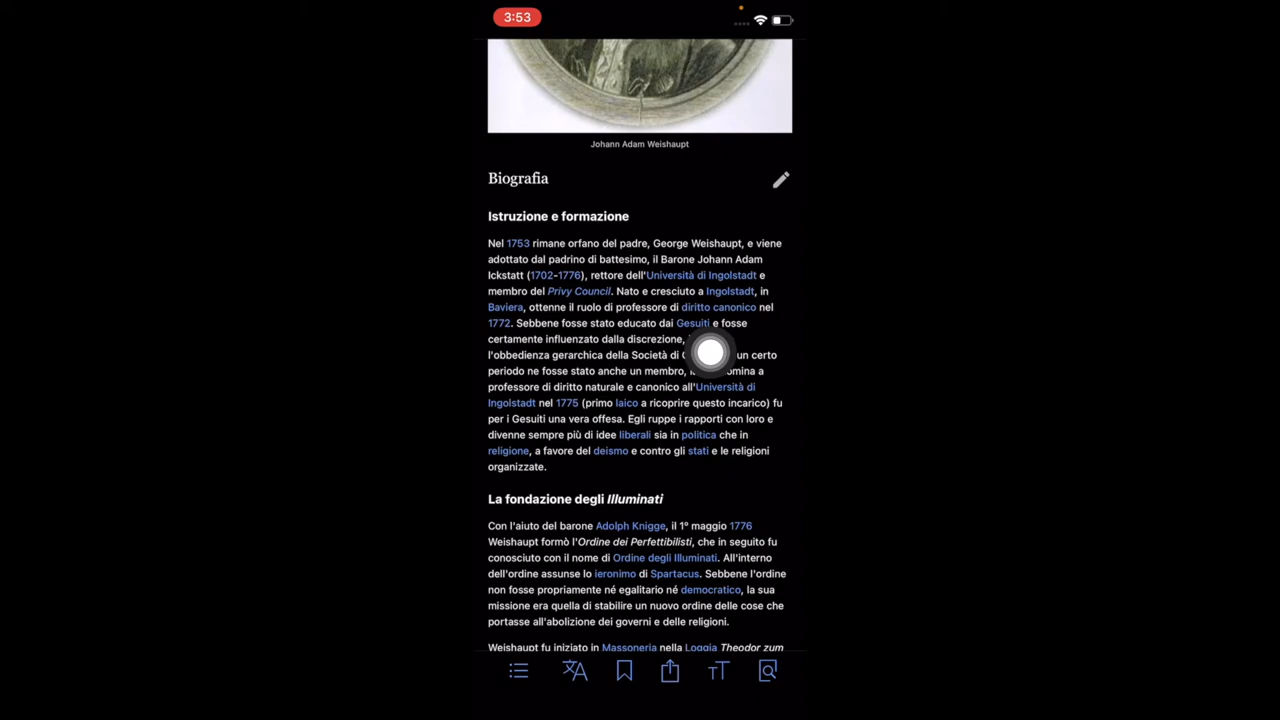 3:53
Johann Adam Weishaupt
Biografia
Istruzione e formazione
Nel 1753 rimane orfano del padre, George Weishaupt, e viene
adottato dal padrino di battesimo, il Barone Johann Adam
Ickstatt (1702-1776), rettore dell'Università di Ingolstadt e
membro del Privy Council. Nato e cresciuto a Ingolstadt, in
Baviera, ottenne il ruolo di professore di diritto canonico nel
1772. Sebbene fosse stato educato dai Gesuiti e fosse
certamente influenzato dalla discrezione,
l'obbedienza gerarchica della Società di un certo
periodo ne fosse stato anche un membro,
professore di diritto naturale e canonico all'Università di
Ingolstadt nel 1775 (primo laico a ricoprire questo incarico) fu
per i Gesuiti una vera offesa. Egli ruppe i rapporti con loro e
divenne sempre più di idee liberali sia in politica che in
religione, a favore del deismo e contro gli stati e le religioni
organizzate.
La fondazione degli Illuminati
Con l'aiuto del barone Adolph Knigge, il 1º maggio 1776
Weishaupt formò l'Ordine dei Perfettibilisti, che in seguito fu
conosciuto con il nome di Ordine degli Illuminati. All'interno
dell'ordine assunse lo ieronimo di Spartacus. Sebbene l'ordine
non fosse propriamente né egalitario né democratico, la sua
missione era quella di stabilire un nuovo ordine delle cose che
portasse all'abolizione dei governi e delle religioni.
Weishaupt fu iniziato in Massoneria nella Loggia Theodor zum